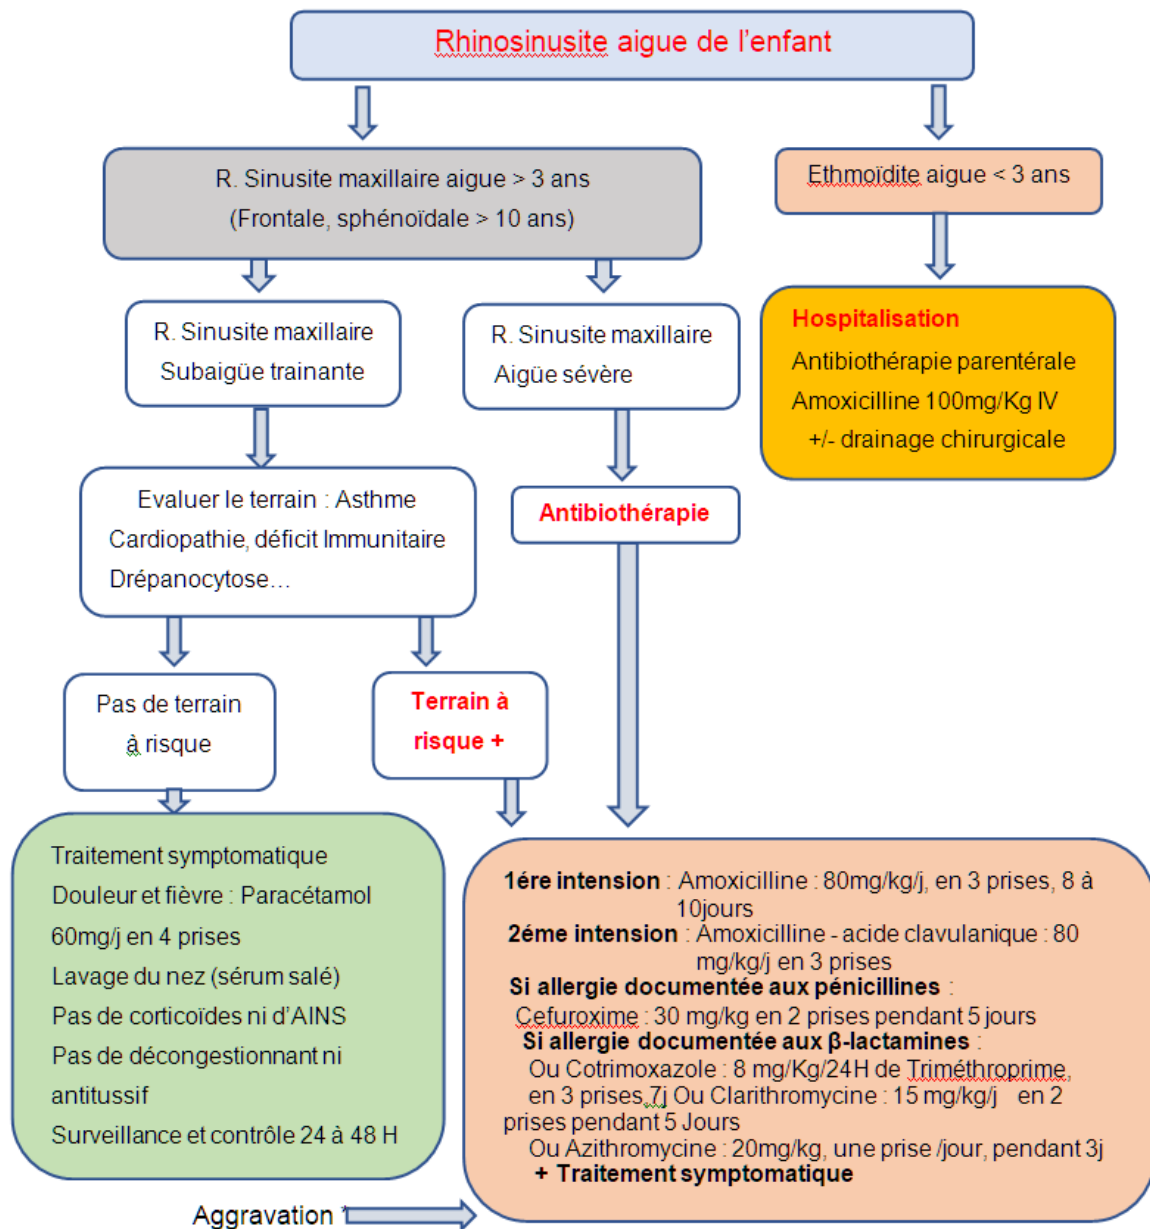 Rhinosinusite aigue de l'enfant
R. Sinusite maxillaire aigue > 3 ans
(Frontale, sphénoïdale > 10 ans)
Ethmoïdite aigue < 3 ans
R. Sinusite maxillaire
Subaigüe trainante
R. Sinusite maxillaire
Aigüe sévère
Hospitalisation
Antibiothérapie parentérale
Amoxicilline 100mg/Kg IV
+/- drainage chirurgicale
Evaluer le terrain : Asthme
Cardiopathie, déficit Immunitaire
Drépanocytose…
Antibiothérapie
Pas de terrain
à risque
Terrain à
risque +
Traitement symptomatique
Douleur et fièvre : Paracétamol
60mg/j en 4 prises
Lavage du nez (sérum salé)
Pas de corticoïdes ni d'AINS
Pas de décongestionnant ni
antitussif
Surveillance et contrôle 24 à 48 H
1ére intension : Amoxicilline : 80mg/kg/j, en 3 prises, 8 à
10jours
2éme intension : Amoxicilline - acide clavulanique : 80
mg/kg/j en 3 prises
Si allergie documentée aux pénicillines :
Cefuroxime : 30 mg/kg en 2 prises pendant 5 jours
Si allergie documentée aux β-lactamines :
Ou Cotrimoxazole : 8 mg/Kg/24H de Triméthroprime,
en 3 prises,7j Ou Clarithromycine : 15 mg/kg/j en 2
prises pendant 5 Jours
Ou Azithromycine : 20mg/kg, une prise /jour, pendant 3j
+ Traitement symptomatique
Aggravation *